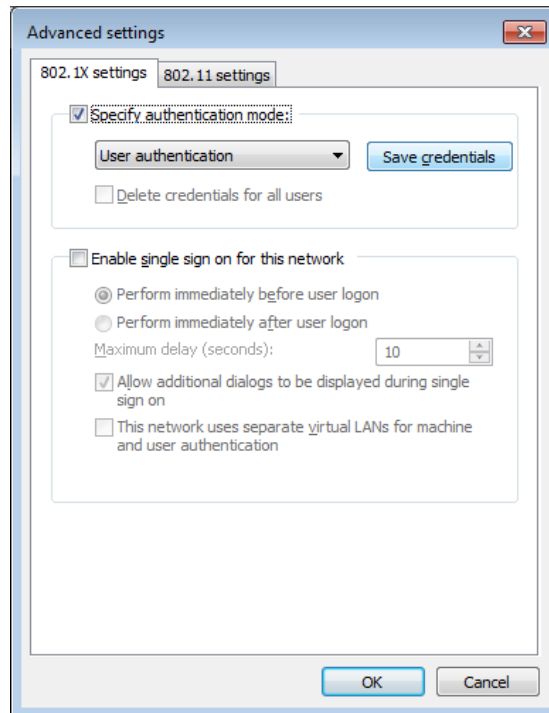 Advanced settings
802.1X settings 802.11 settings
Specify authentication mode:
User authentication Save credentials
Delete credentials for all users
Enable single sign on for this network
Perform immediately before user logon
Perform immediately after user logon
Maximum delay (seconds): 10
Allow additional dialogs to be displayed during single
sign on
This network uses separate virtual LANs for machine
and user authentication
OK Cancel